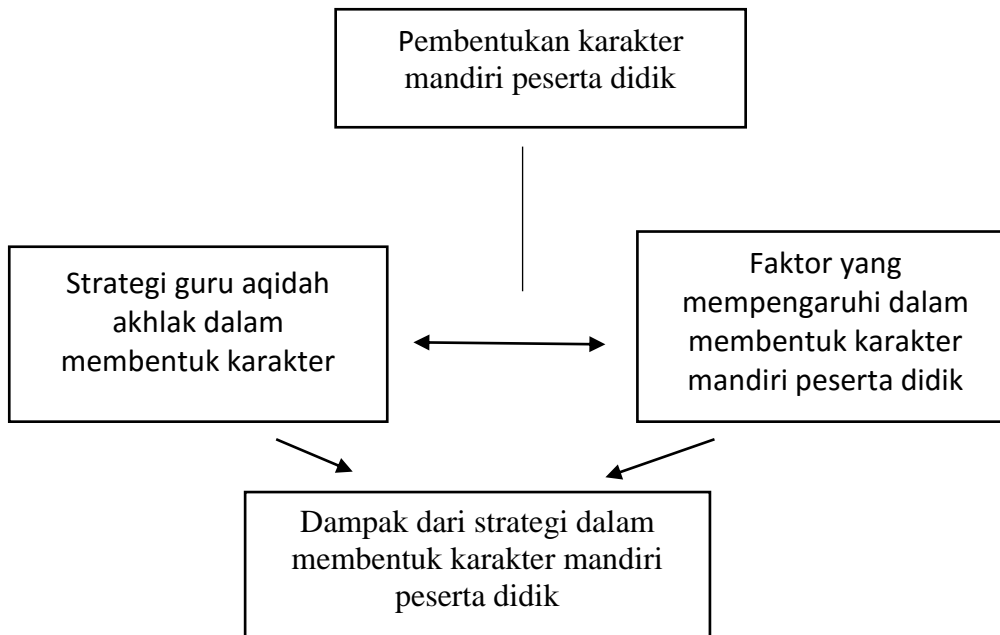 Pembentukan karakter
mandiri peserta didik
Strategi guru aqidah
akhlak dalam
membentuk karakter
Faktor yang
mempengaruhi dalam
membentuk karakter
mandiri peserta didik
Dampak dari strategi dalam
membentuk karakter mandiri
peserta didik